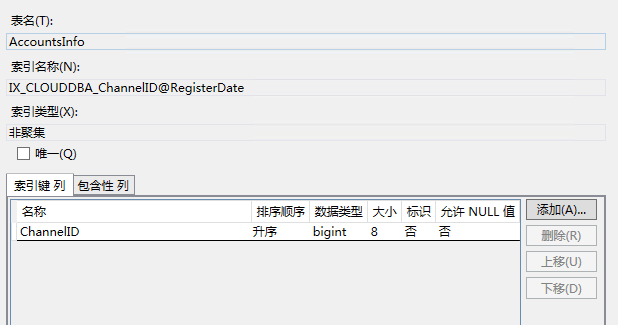 表名(T):
AccountsInfo
索引名称(N):
IX_CLOUDDBA_ChannelID@RegisterDate
索引类型(X):
非聚集
唯一(Q)
索引键 列 包含性 列
名称 排序顺序 数据类型 大小 标识 允许 NULL 值 添加(A)...
ChannelID 升序 bigint 8 否 否
删除(R)
上移(U)
下移(D)